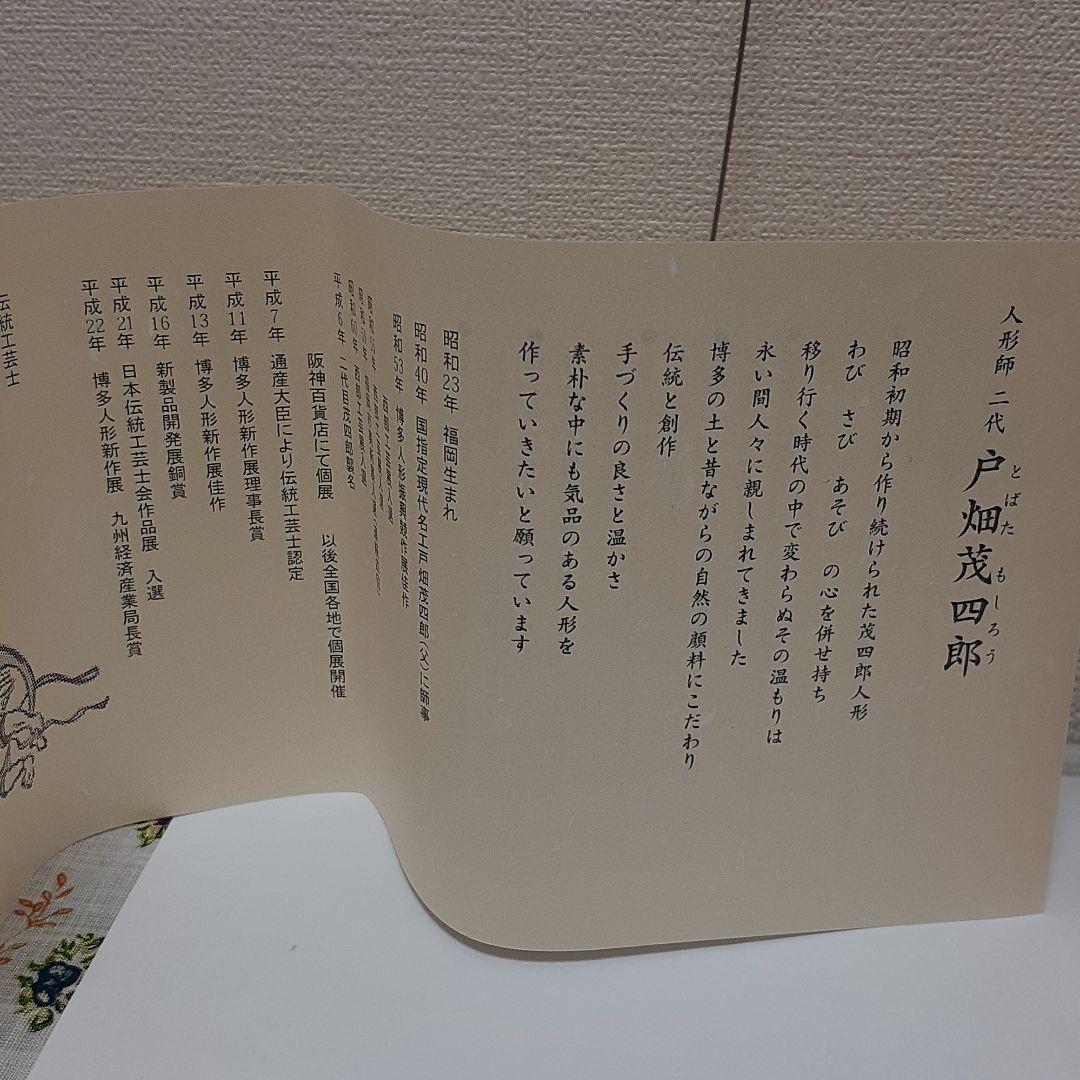 人形師 二代 戸畑茂四郎
とばた もしろう
昭和初期から作り続けられた茂四郎人形
わび さび あそび の心を併せ持ち
移り行く時代の中で変わらぬその温もりは
永い間人々に親しまれてきました
博多の土と昔ながらの自然の顔料にこだわり
伝統と創作
手づくりの良さと温かさ
素朴な中にも気品のある人形を
作っていきたいと願っています
昭和23年 福岡生まれ
昭和40年 国指定現代名工戸畑茂四郎(父)に師事
昭和53年 博多人形振興競作展佳作
平成6年 二代目茂四郎襲名
阪神百貨店にて個展 以後全国各地で個展開催
平成7年 通産大臣により伝統工芸士認定
平成11年 博多人形新作展理事長賞
平成13年 博多人形新作展佳作
平成16年 新製品開発展銅賞
平成21年 日本伝統工芸士会作品展 入選
平成22年 博多人形新作展 九州経済産業局長賞
伝統工芸士